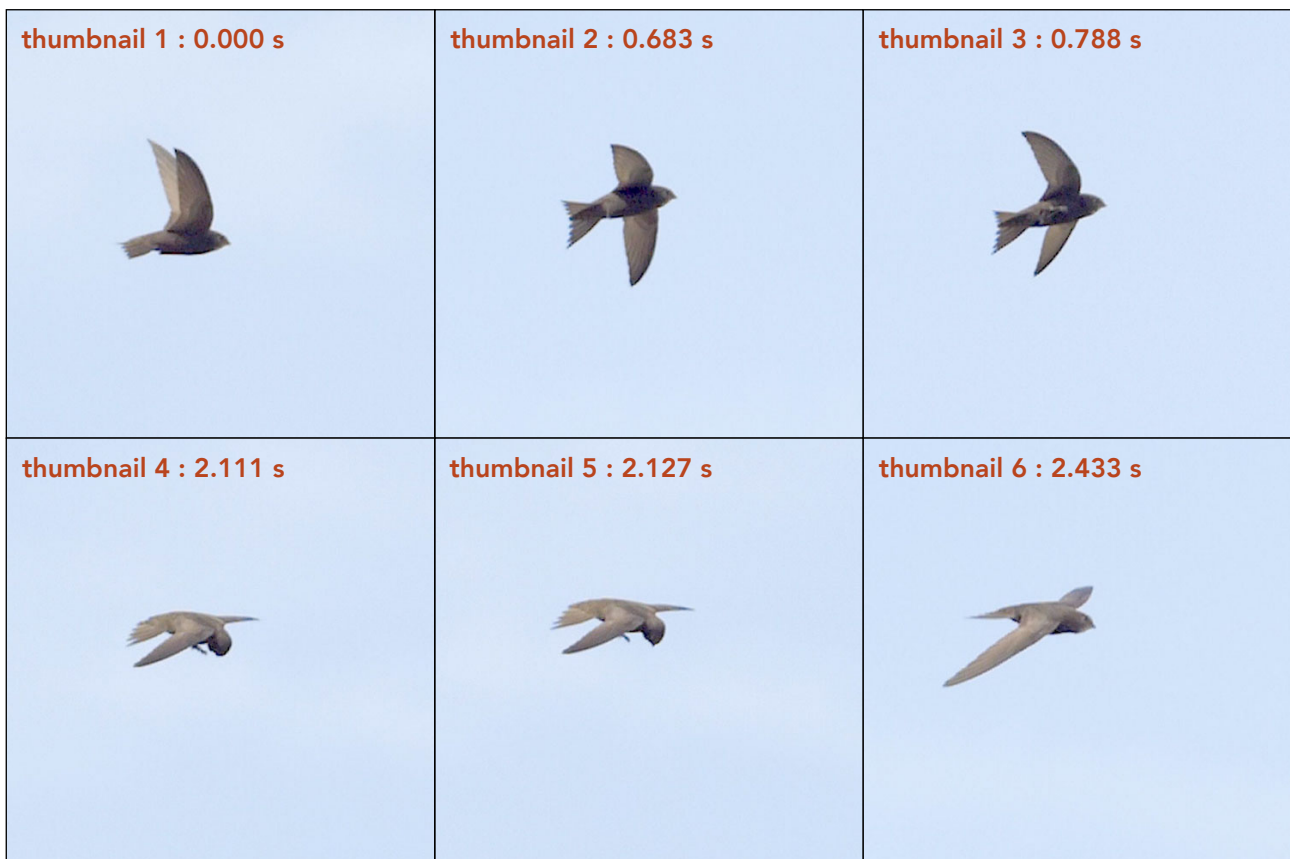 thumbnail 1 : 0.000 s
thumbnail 2 : 0.683 s
thumbnail 3 : 0.788 s
thumbnail 4 : 2.111 s
thumbnail 5 : 2.127 s
thumbnail 6 : 2.433 s